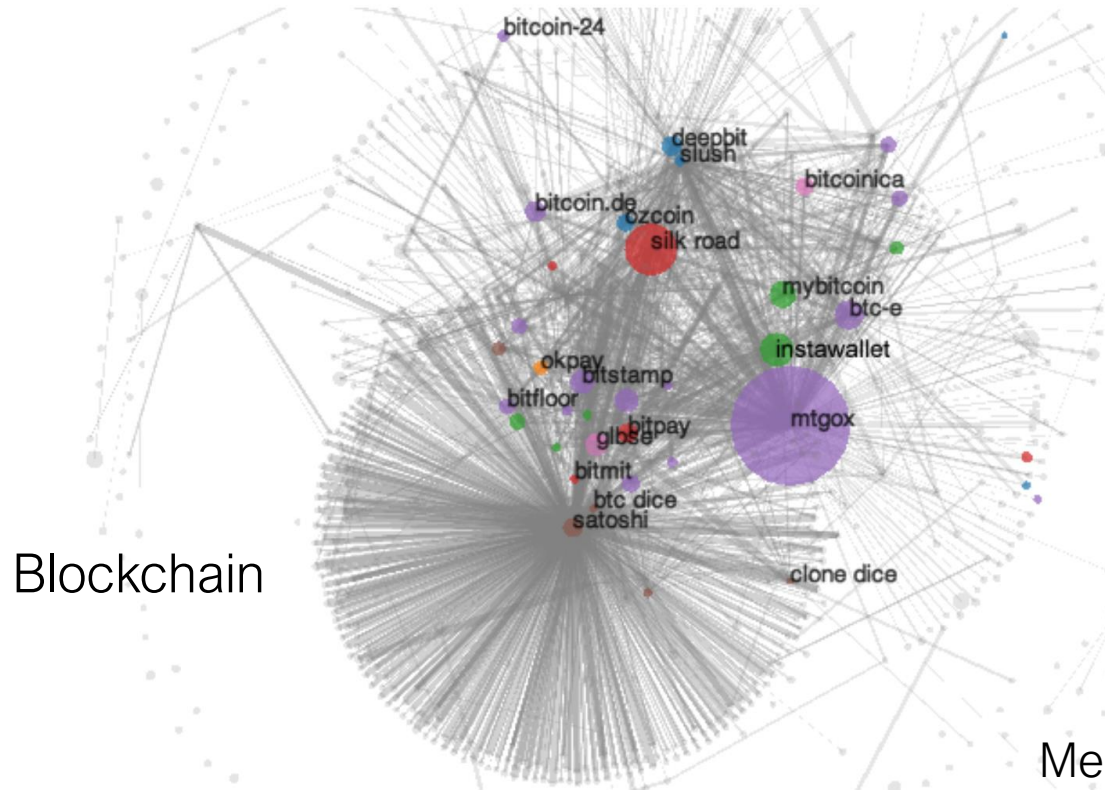 bitcoin-24
deepbit
slush
bitcoinica
bitcoin.de
ozcoin
silk road
mybitcoin
btc-e
instawallet
okpay
bitstamp
bitfloor
mtgox
bitpay
glbse
bitmit
btc dice
satoshi
Blockchain
clone dice
Me